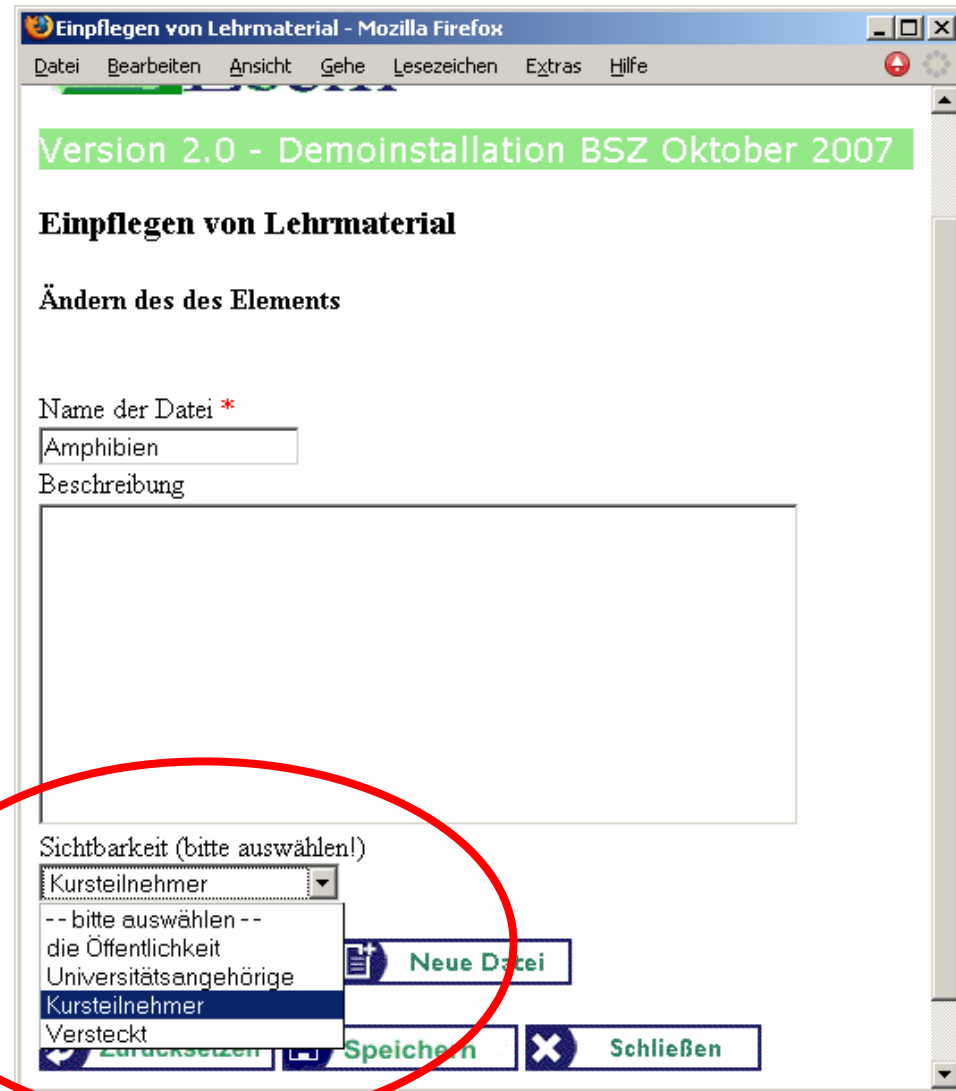 Einpflegen von Lehrmaterial - Mozilla Firefox
Datei Bearbeiten Ansicht Gehe Lesezeichen Extras Hilfe
Version 2.0 - Demoinstallation BSZ Oktober 2007
Einpflegen von Lehrmaterial
Ändern des des Elements
Name der Datei *
Amphibien
Beschreibung
Sichtbarkeit (bitte auswählen!)
Kursteilnehmer
-- bitte auswählen --
die Öffentlichkeit
Universitätsangehörige
Kursteilnehmer
Versteckt
Neue Datei
Zurücksetzen Speichern Schließen